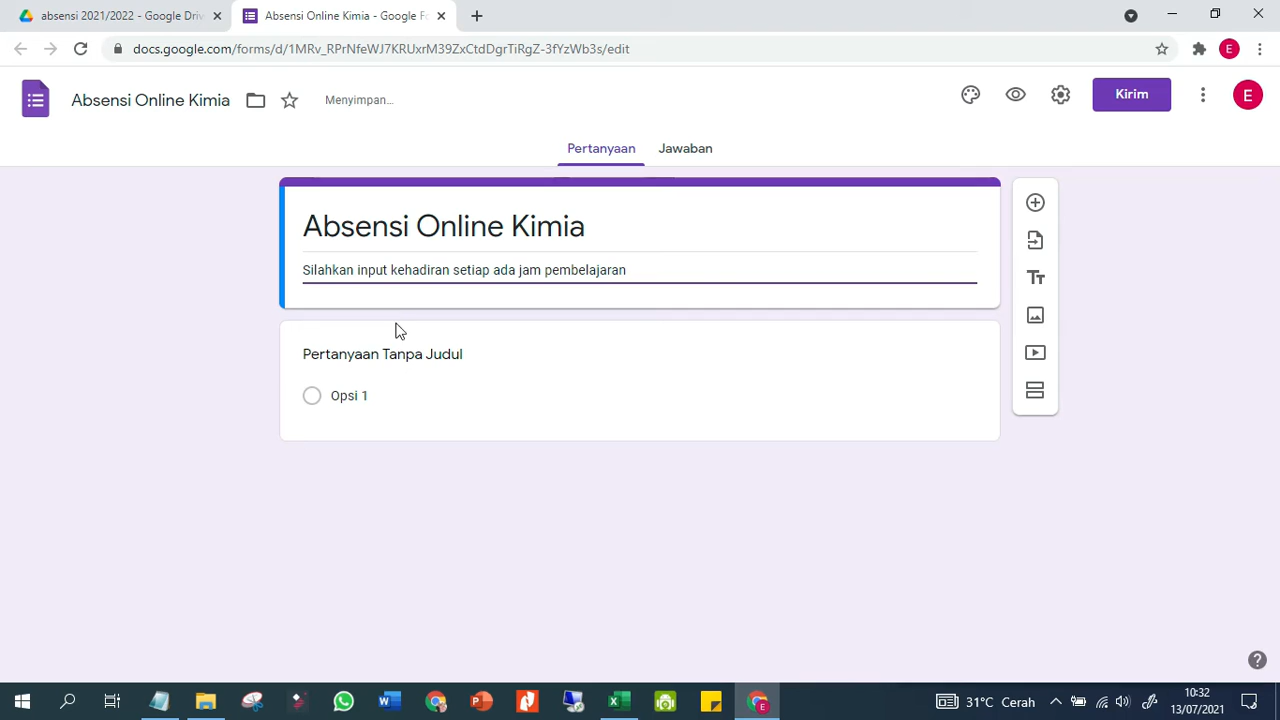 absensi 2021/2022 - Google Driv
Absensi Online Kimia - Google Fo
docs.google.com/forms/d/1MRv_RPrNfeWJ7KRUxrM39ZxCtdDgrTiRgZ-3fYzWb3s/edit
E
Absensi Online Kimia
Menyimpan...
Kirim
E
Pertanyaan
Jawaban
Absensi Online Kimia
Silahkan input kehadiran setiap ada jam pembelajaran
Pertanyaan Tanpa Judul
Opsi 1
31°C Cerah
10:32
13/07/2021